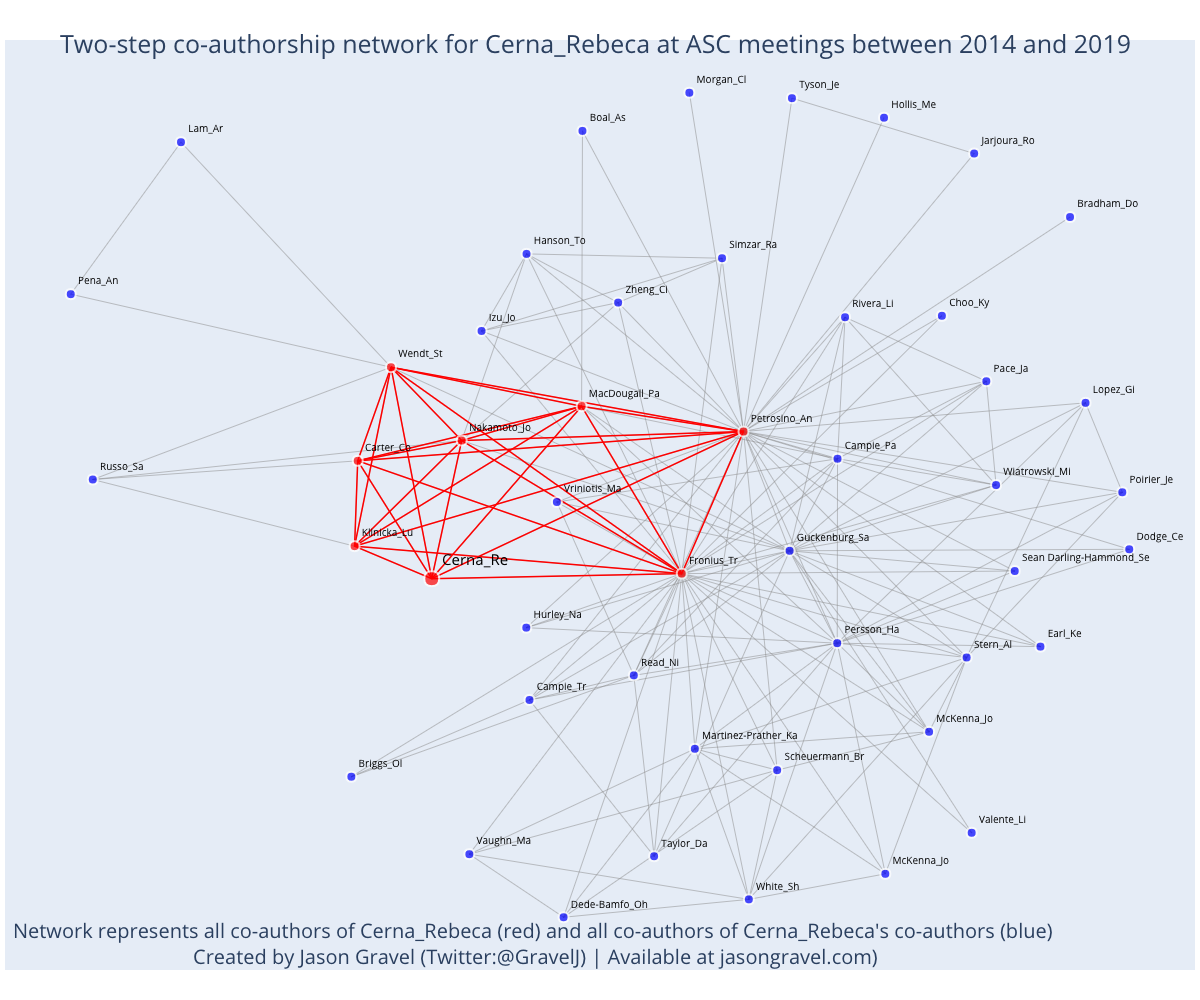 Two-step co-authorship network for Cerna_Rebeca at ASC meetings between 2014 and 2019
Morgan_Cl
Tyson_Je
Hollis_Me
Boal_As
Lam_Ar
Jarjoura_Ro
Bradham_Do
Hanson_To
Simzar_Ra
Pena_An
Zheng_Ci
Rivera_Li
Choo_Ky
Izu_Jo
Wendt_St
Pace_Ja
MacDougall_Pa
Lopez_Gi
Petrosino_An
Nakamoto_Jo
Carter_Co
Campie_Pa
Russo_Sa
Wiatrowski_Mi
Poirier_Je
Vriniotis_Ma
Klinicka_Lu
Guckenburg_Sa
Dodge_Ce
Cerna_Re
Fronius_Tr
Sean Darling-Hammond_Se
Hurley_Na
Persson_Ha
Earl_Ke
Stern_Al
Read_Ni
Campie_Tr
McKenna_Jo
Martinez-Prather_Ka
Scheuermann_Br
Briggs_Ol
Valente_Li
Vaughn_Ma
Taylor_Da
McKenna_Jo
White_Sh
Dede-Bamfo_Oh
Network represents all co-authors of Cerna_Rebeca (red) and all co-authors of Cerna_Rebeca's co-authors (blue)
Created by Jason Gravel (Twitter:@GravelJ) | Available at jasongravel.com)